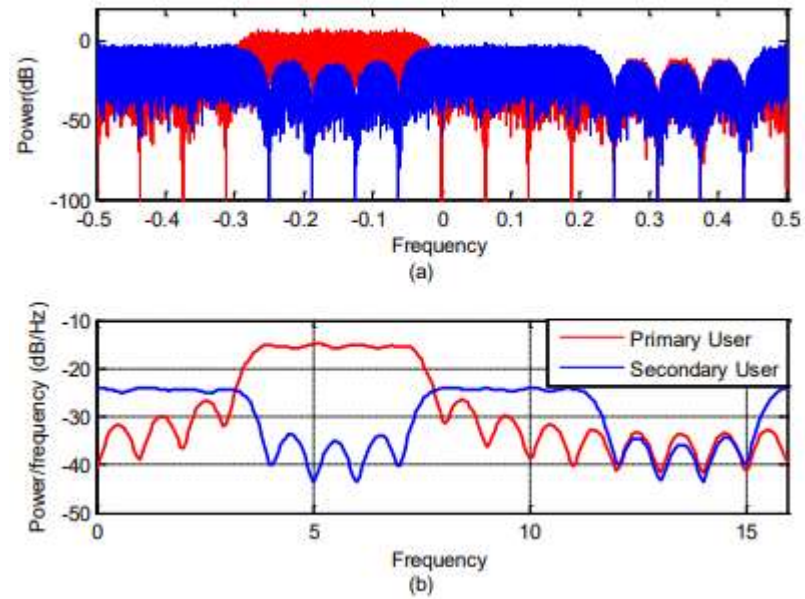 0
-50
-100
Power(dB)
-0.5 -0.4 -0.3 -0.2 -0.1 0 0.1 0.2 0.3 0.4 0.5
Frequency
(a)
-10
-20
-30
-40
-50
Power/frequency (dB/Hz)
Primary User
Secondary User
0 5 10 15
Frequency
(b)